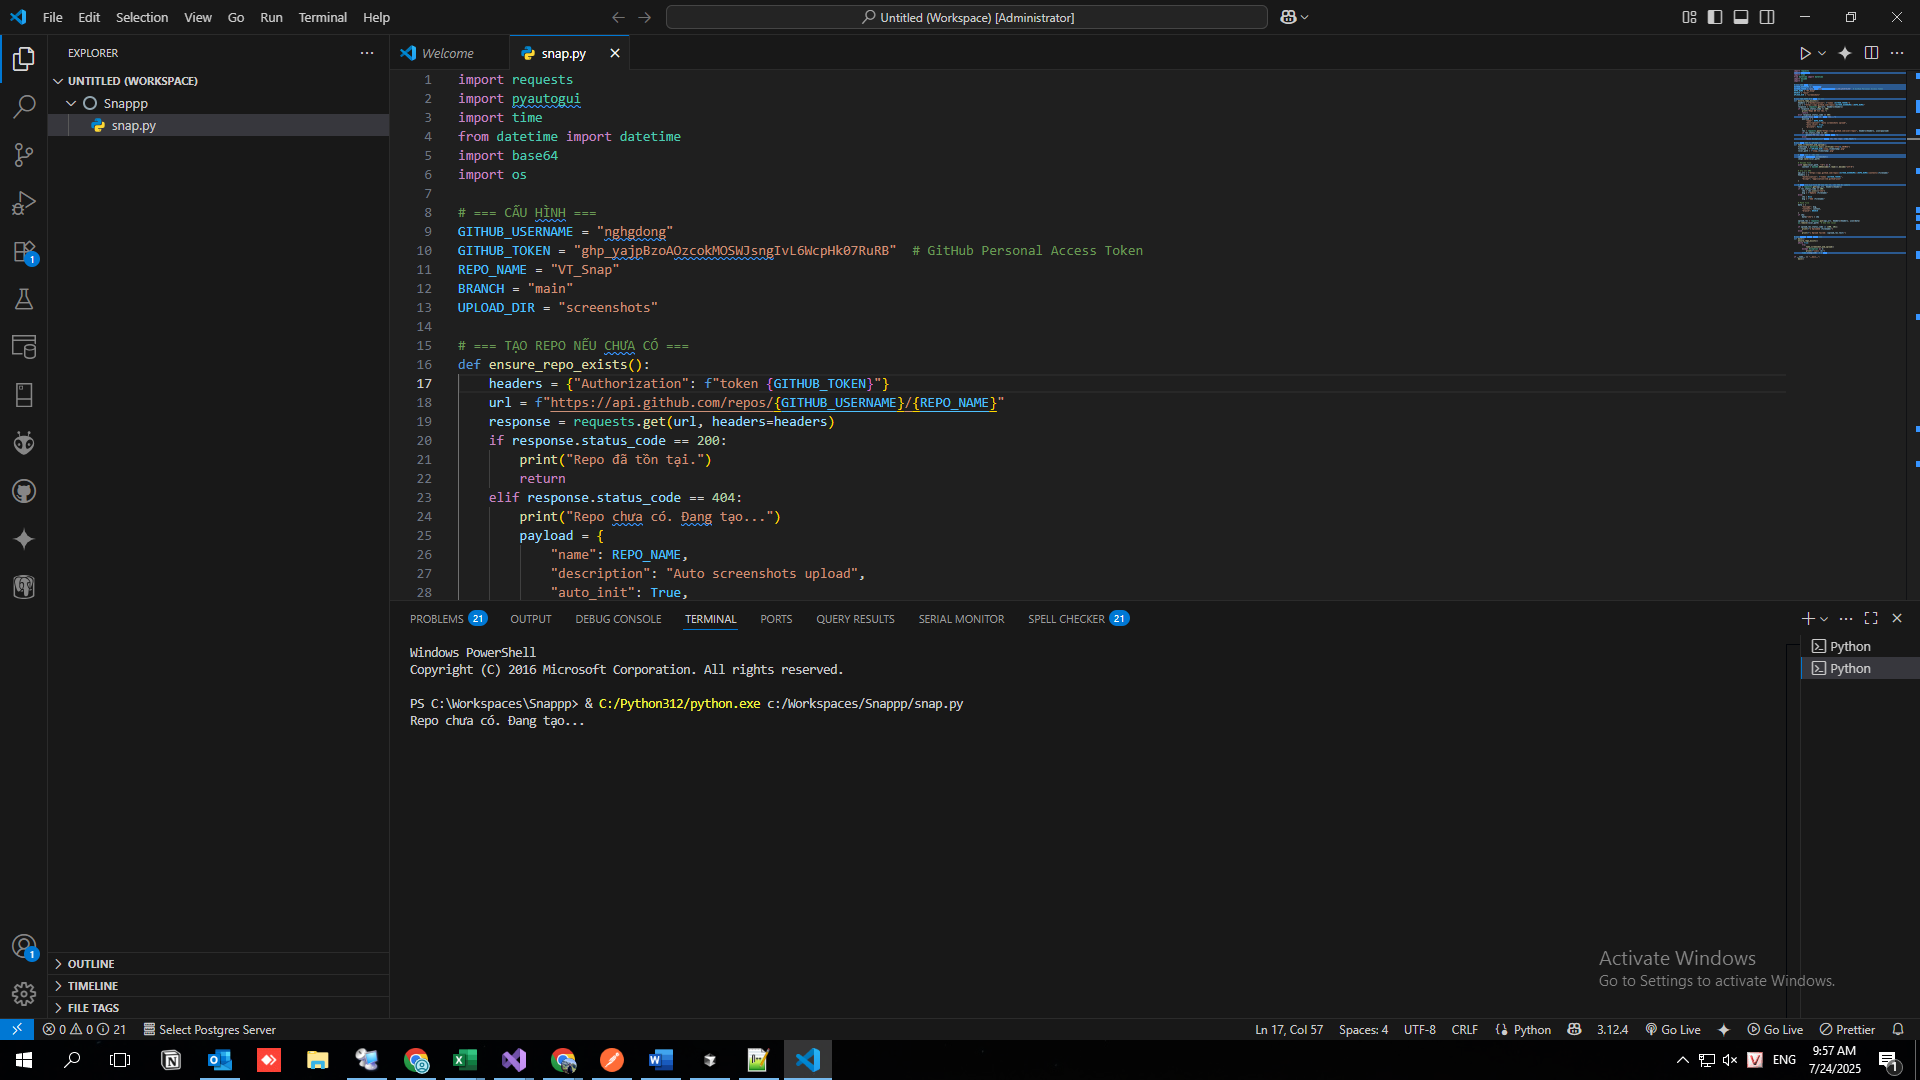 File Edit Selection View Go Run Terminal Help
Untitled (Workspace) [Administrator]
EXPLORER
UNTITLED (WORKSPACE)
Snappp
snap.py
Welcome
snap.py
1 import requests
2 import pyautogui
3 import time
4 from datetime import datetime
5 import base64
6 import os
7
8 # === CẤU HÌNH ===
9 GITHUB_USERNAME = "nghgdong"
10 GITHUB_TOKEN = "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"  # GitHub Personal Access Token
11 REPO_NAME = "VT_Snap"
12 BRANCH = "main"
13 UPLOAD_DIR = "screenshots"
14
15 # === TẠO REPO NẾU CHƯA CÓ ===
16 def ensure_repo_exists():
17 headers = {"Authorization": f"token {GITHUB_TOKEN}"}
18 url = f"https://api.github.com/repos/{GITHUB_USERNAME}/{REPO_NAME}"
19 response = requests.get(url, headers=headers)
20 if response.status_code == 200:
21 print("Repo đã tồn tại.")
22 return
23 elif response.status_code == 404:
24 print("Repo chưa có. Đang tạo...")
25 payload = {
26 "name": REPO_NAME,
27 "description": "Auto screenshots upload",
28 "auto_init": True,
PROBLEMS 21 OUTPUT DEBUG CONSOLE TERMINAL PORTS QUERY RESULTS SERIAL MONITOR SPELL CHECKER 21
Windows PowerShell
Copyright (C) 2016 Microsoft Corporation. All rights reserved.
PS C:\Workspaces\Snappp> & C:/Python312/python.exe c:/Workspaces/Snappp/snap.py
Repo chưa có. Đang tạo...
Python
Python
OUTLINE
TIMELINE
FILE TAGS
Activate Windows
Go to Settings to activate Windows.
0 0 21 Select Postgres Server
Ln 17, Col 57 Spaces: 4 UTF-8 CRLF Python 3.12.4 Go Live Go Live Prettier
ENG
9:57 AM
7/24/2025
1